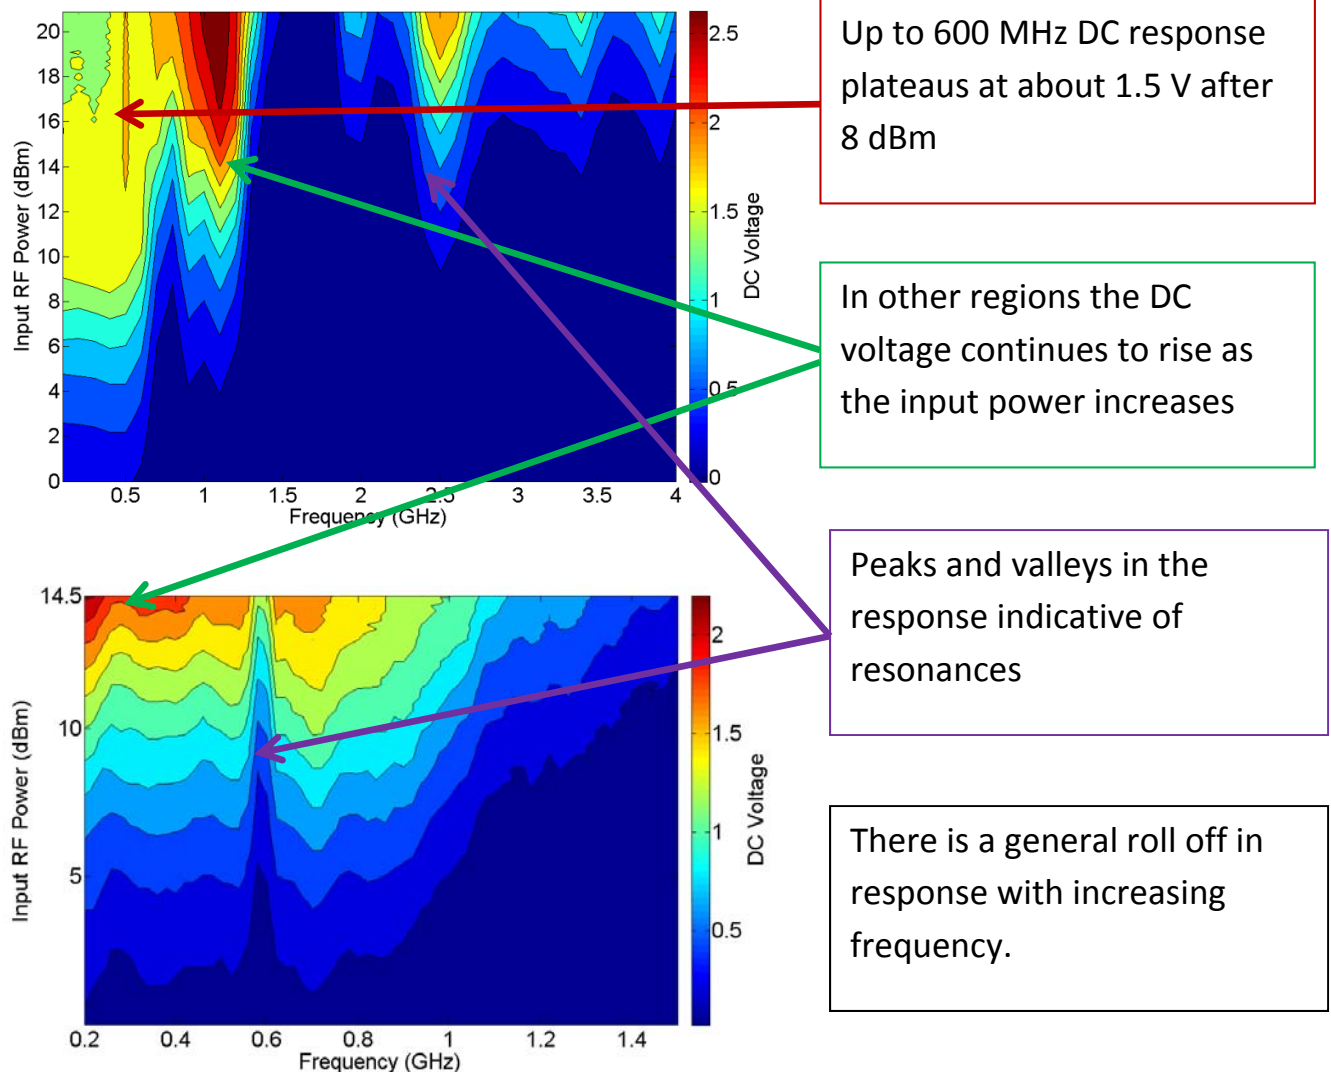 20
18
16
14
12
10
8
6
4
2
0
Input RF Power (dBm)
0.5
1
1.5
2
2.5
3
3.5
4
Frequency (GHz)
2.5
2
1.5
1
0.5
0
DC Voltage
Up to 600 MHz DC response
plateaus at about 1.5 V after
8 dBm
In other regions the DC
voltage continues to rise as
the input power increases
Peaks and valleys in the
response indicative of
resonances
There is a general roll off in
response with increasing
frequency.
14.5
10
5
Input RF Power (dBm)
0.2
0.4
0.6
0.8
1
1.2
1.4
Frequency (GHz)
2
1.5
1
0.5
DC Voltage